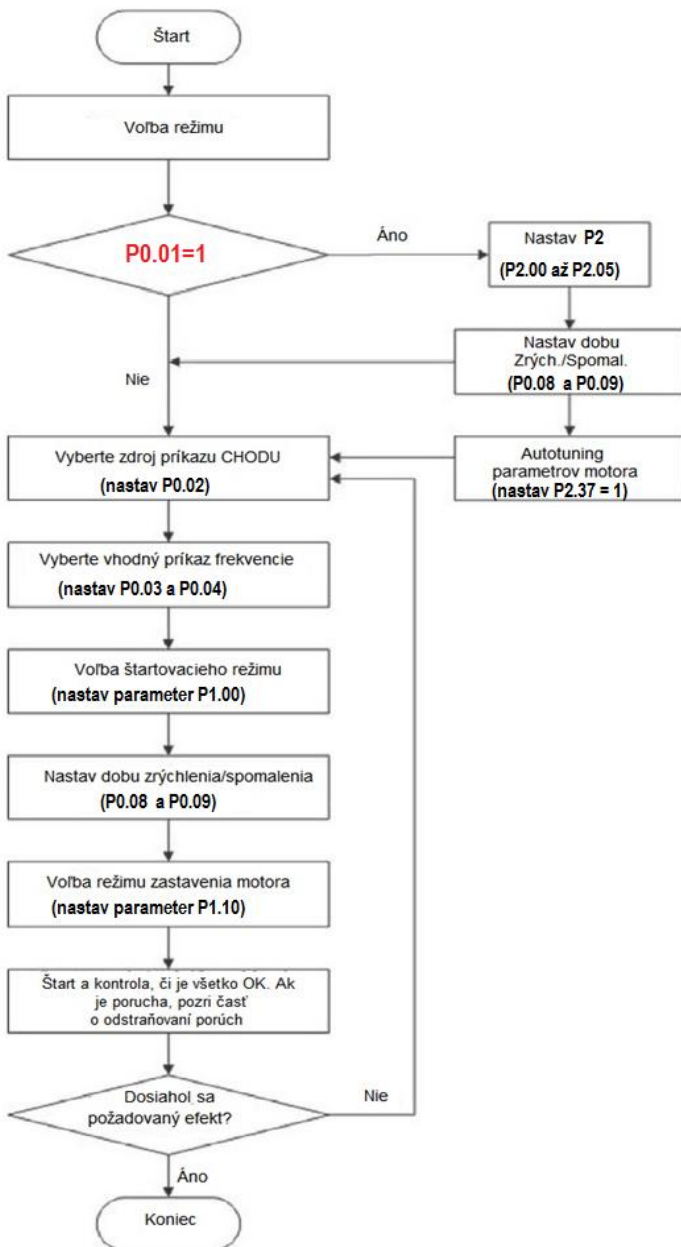 Štart
Voľba režimu
P0.01=1
Áno
Nastav P2
(P2.00 až P2.05)
Nastav dobu
Zrých./Spomal.
(P0.08 a P0.09)
Nie
Autotuning
parametrov motora
(nastav P2.37 = 1)
Vyberte zdroj príkazu CHODU
(nastav P0.02)
Vyberte vhodný príkaz frekvencie
(nastav P0.03 a P0.04)
Voľba štartovacieho režimu
(nastav parameter P1.00)
Nastav dobu zrýchlenia/spomalenia
(P0.08 a P0.09)
Voľba režimu zastavenia motora
(nastav parameter P1.10)
Štart a kontrola, či je všetko OK. Ak
je porucha, pozri časť
o odstraňovaní porúch
Dosiahol sa
požadovaný efekt?
Nie
Áno
Koniec